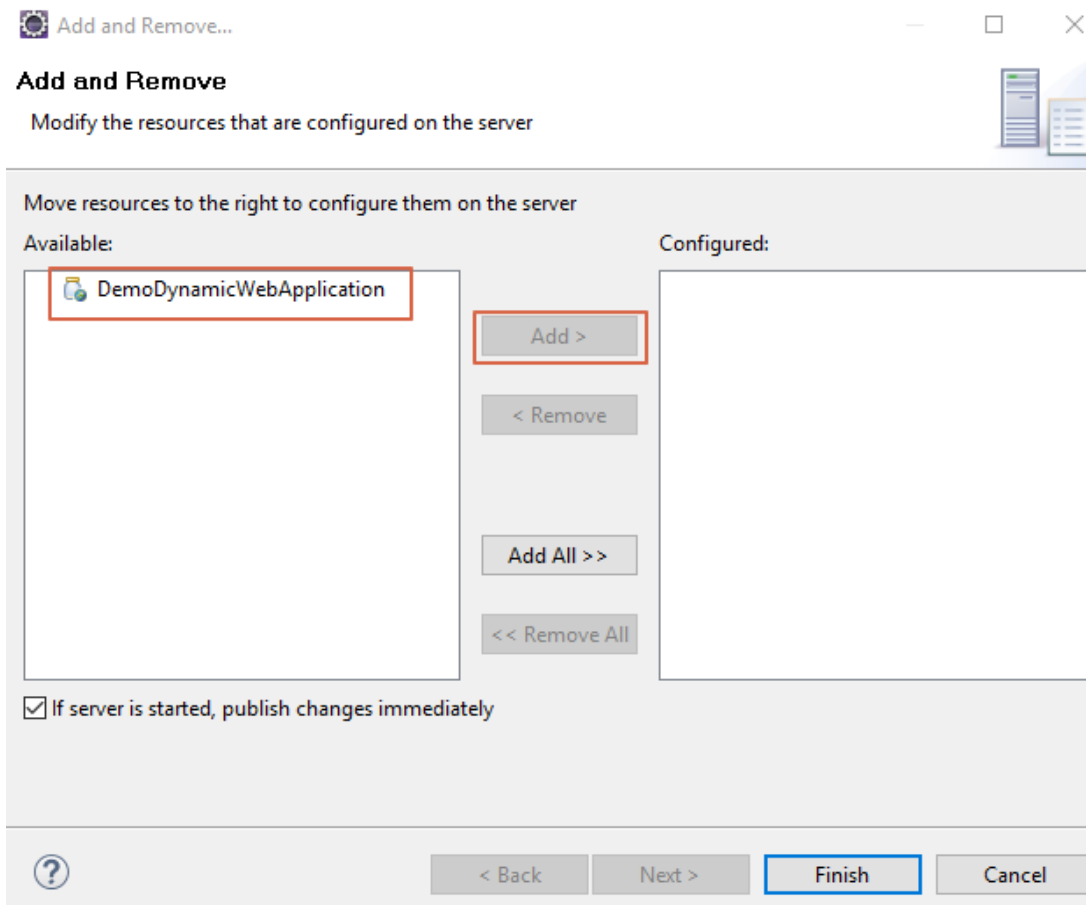 Add and Remove...
Add and Remove
Modify the resources that are configured on the server
Move resources to the right to configure them on the server
Available:
Configured:
DemoDynamicWebApplication
Add >
< Remove
Add All >>
<< Remove All
If server is started, publish changes immediately
?
< Back
Next >
Finish
Cancel